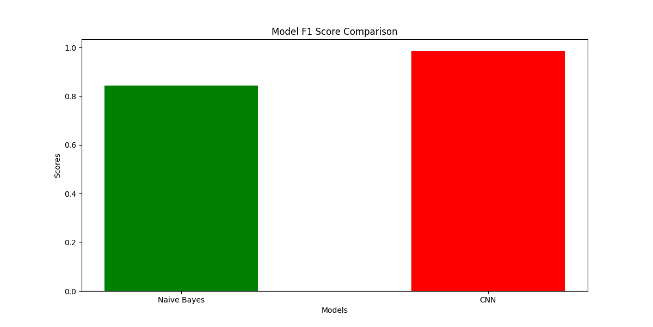 Model F1 Score Comparison
1.0
0.8
0.6
0.4
0.2
0.0
Scores
Naive Bayes
CNN
Models